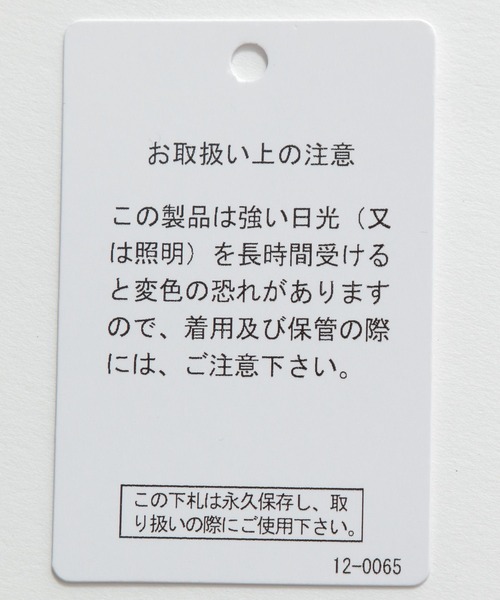 お取扱い上の注意
この製品は強い日光（又
は照明）を長時間受ける
と変色の恐れがあります
ので、着用及び保管の際
には、ご注意下さい。
この下札は永久保存し、取
り扱いの際にご使用下さい。
12-0065